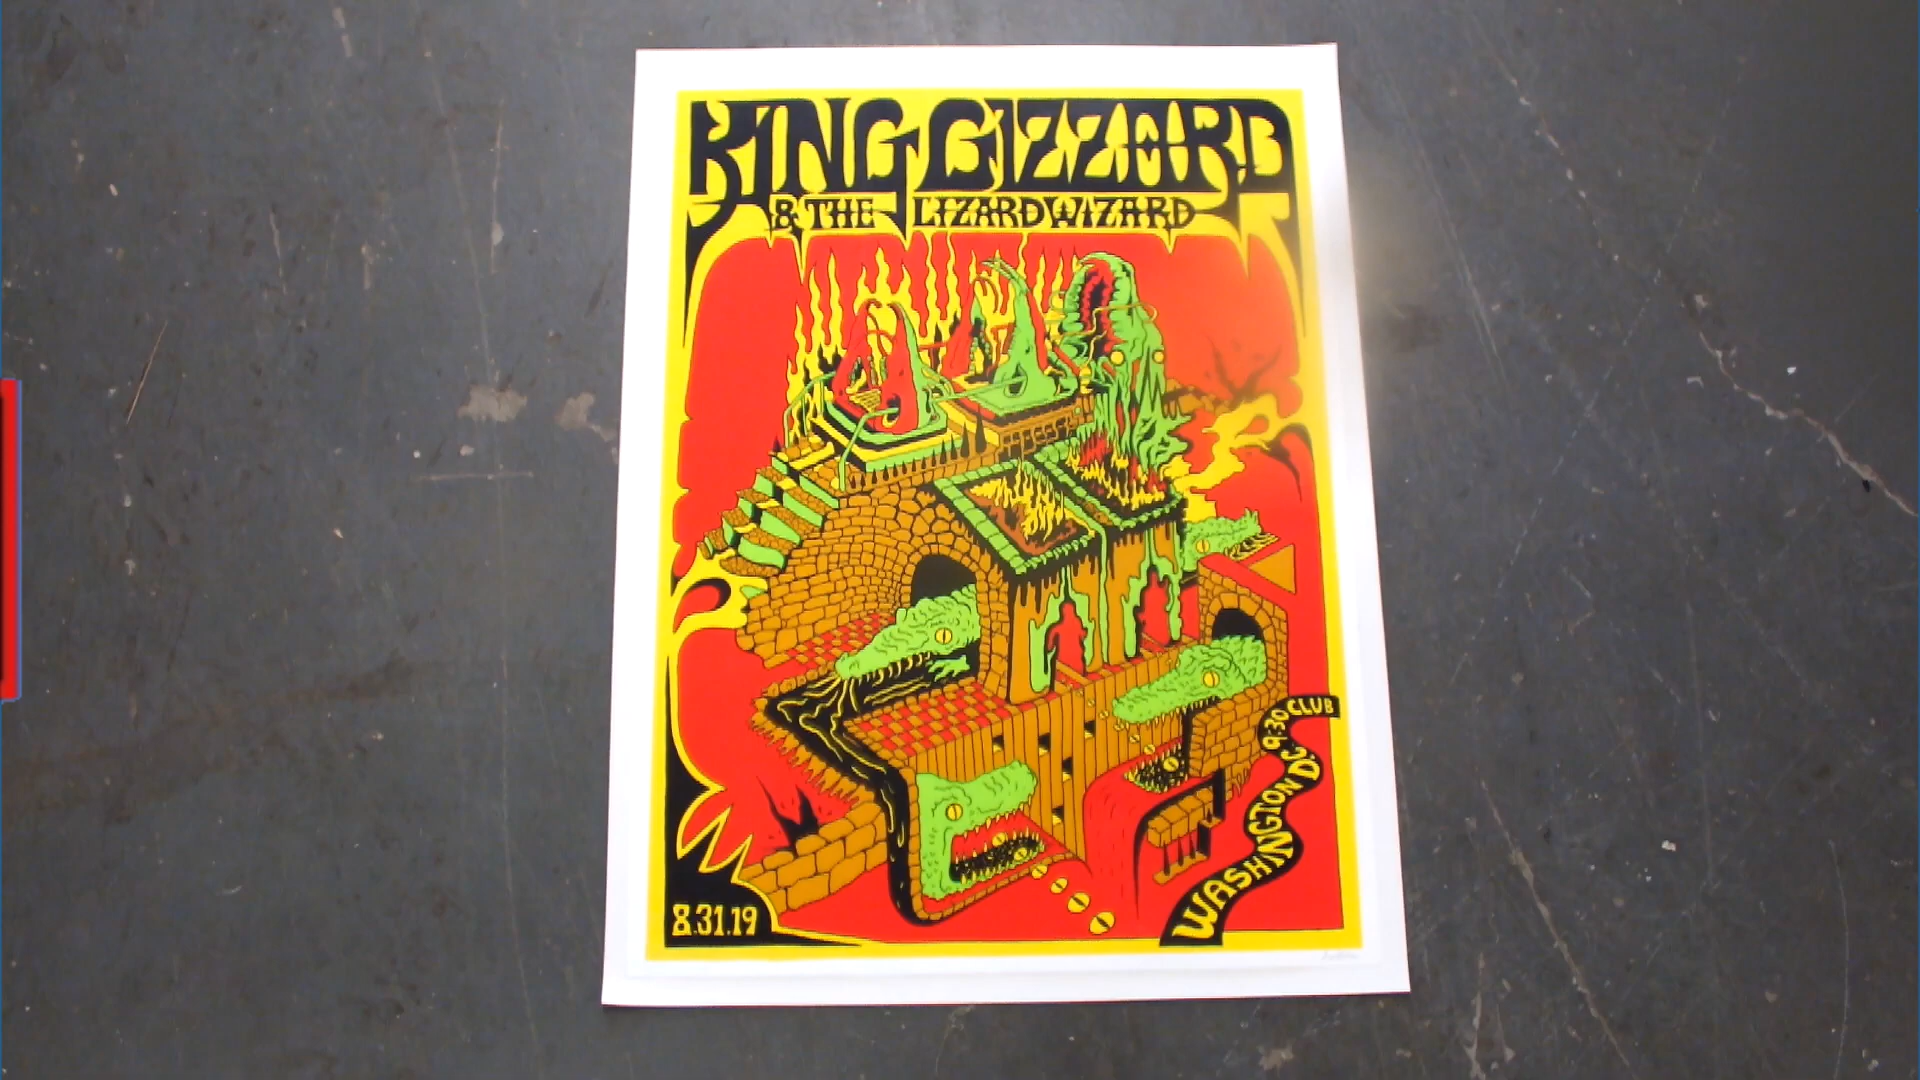 KING GIZZARD
& THE LIZARD WIZARD
9:30 CLUB
WASHINGTON DC
8.31.19